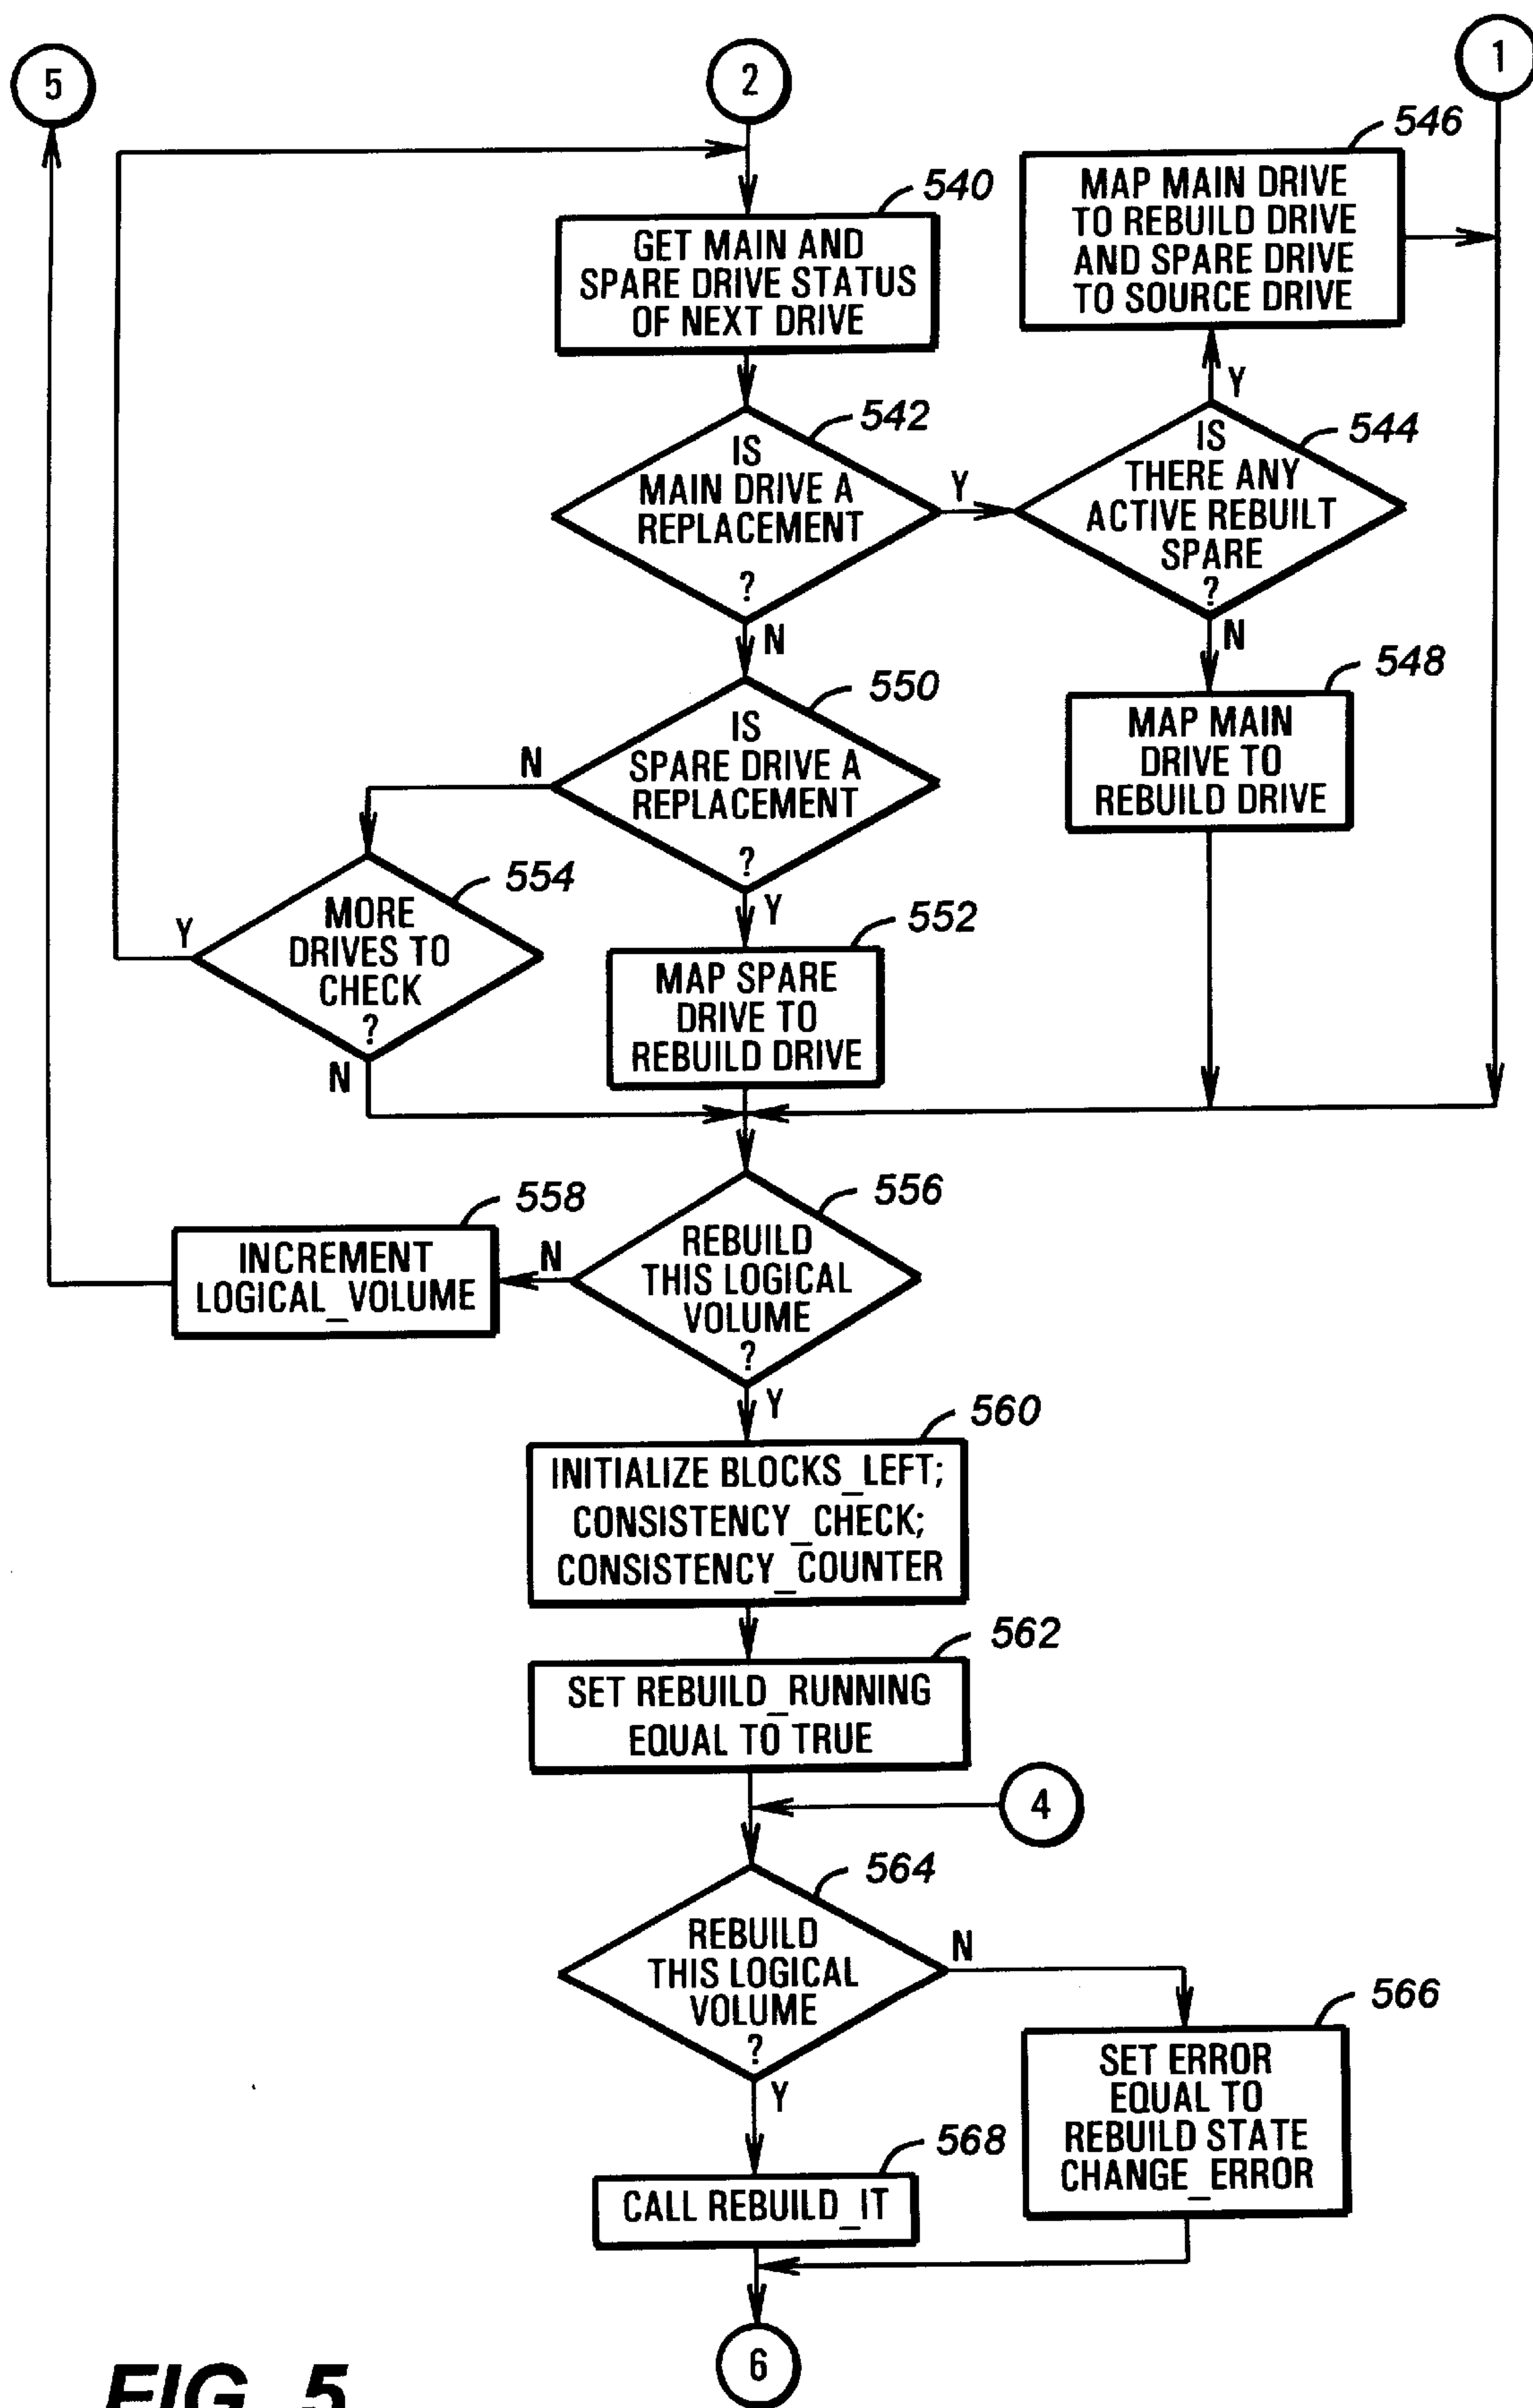 5
2
1
546
MAP MAIN DRIVE
TO REBUILD DRIVE
AND SPARE DRIVE
TO SOURCE DRIVE
540
GET MAIN AND
SPARE DRIVE STATUS
OF NEXT DRIVE
Y
542
IS
MAIN DRIVE A
REPLACEMENT
?
Y
544
IS
THERE ANY
ACTIVE REBUILT
SPARE
?
N
N
548
MAP MAIN
DRIVE TO
REBUILD DRIVE
550
IS
SPARE DRIVE A
REPLACEMENT
?
N
Y
554
MORE
DRIVES TO
CHECK
?
Y
N
552
MAP SPARE
DRIVE TO
REBUILD DRIVE
556
REBUILD
THIS LOGICAL
VOLUME
?
N
558
INCREMENT
LOGICAL_VOLUME
Y
560
INITIALIZE BLOCKS_LEFT;
CONSISTENCY_CHECK;
CONSISTENCY_COUNTER
562
SET REBUILD_RUNNING
EQUAL TO TRUE
4
564
REBUILD
THIS LOGICAL
VOLUME
?
N
566
SET ERROR
EQUAL TO
REBUILD STATE
CHANGE_ERROR
Y
568
CALL REBUILD_IT
6
FIG. 5